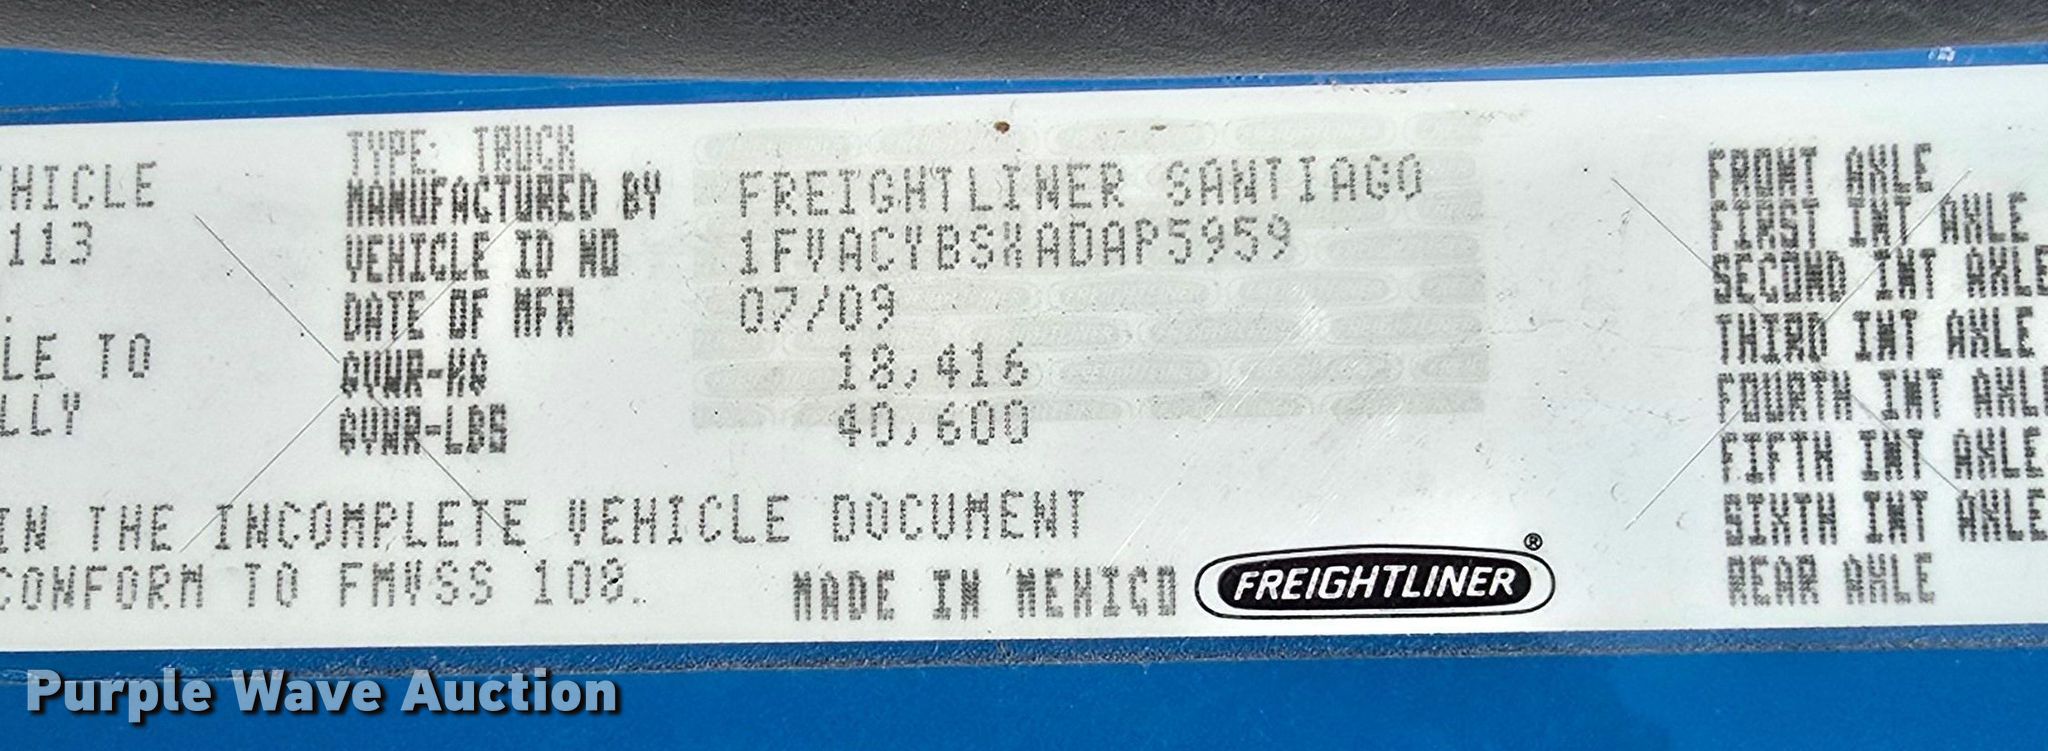 EHICLE
113
LE TO
LLY
TYPE: TRUCK
MANUFACTURED BY FREIGHTLINER SANTIAGO
VEHICLE ID NO 1FVACYBSXADAP5959
DATE OF MFR 07/09
GVWR-KG 18,416
GVWR-LBS 40,600
IN THE INCOMPLETE VEHICLE DOCUMENT
CONFORM TO FMVSS 108.
MADE IN MEXICO
FREIGHTLINER®
FRONT AXLE
FIRST INT AXLE
SECOND INT AXLE
THIRD INT AXLE
FOURTH INT AXLE
FIFTH INT AXLE
SIXTH INT AXLE
REAR AXLE
Purple Wave Auction